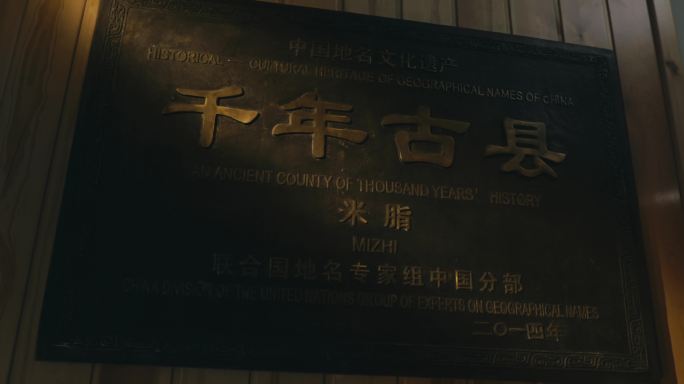 中国地名文化遗产
HISTORICAL — CULTURAL HERITAGE OF GEOGRAPHICAL NAMES OF CHINA
千年古县
AN ANCIENT COUNTY OF 'THOUSAND YEARS' HISTORY
米脂
MIZHI
联合国地名专家组中国分部
CHINA DIVISION OF THE UNITED NATIONS GROUP OF EXPERTS ON GEOGRAPHICAL NAMES
二〇一四年